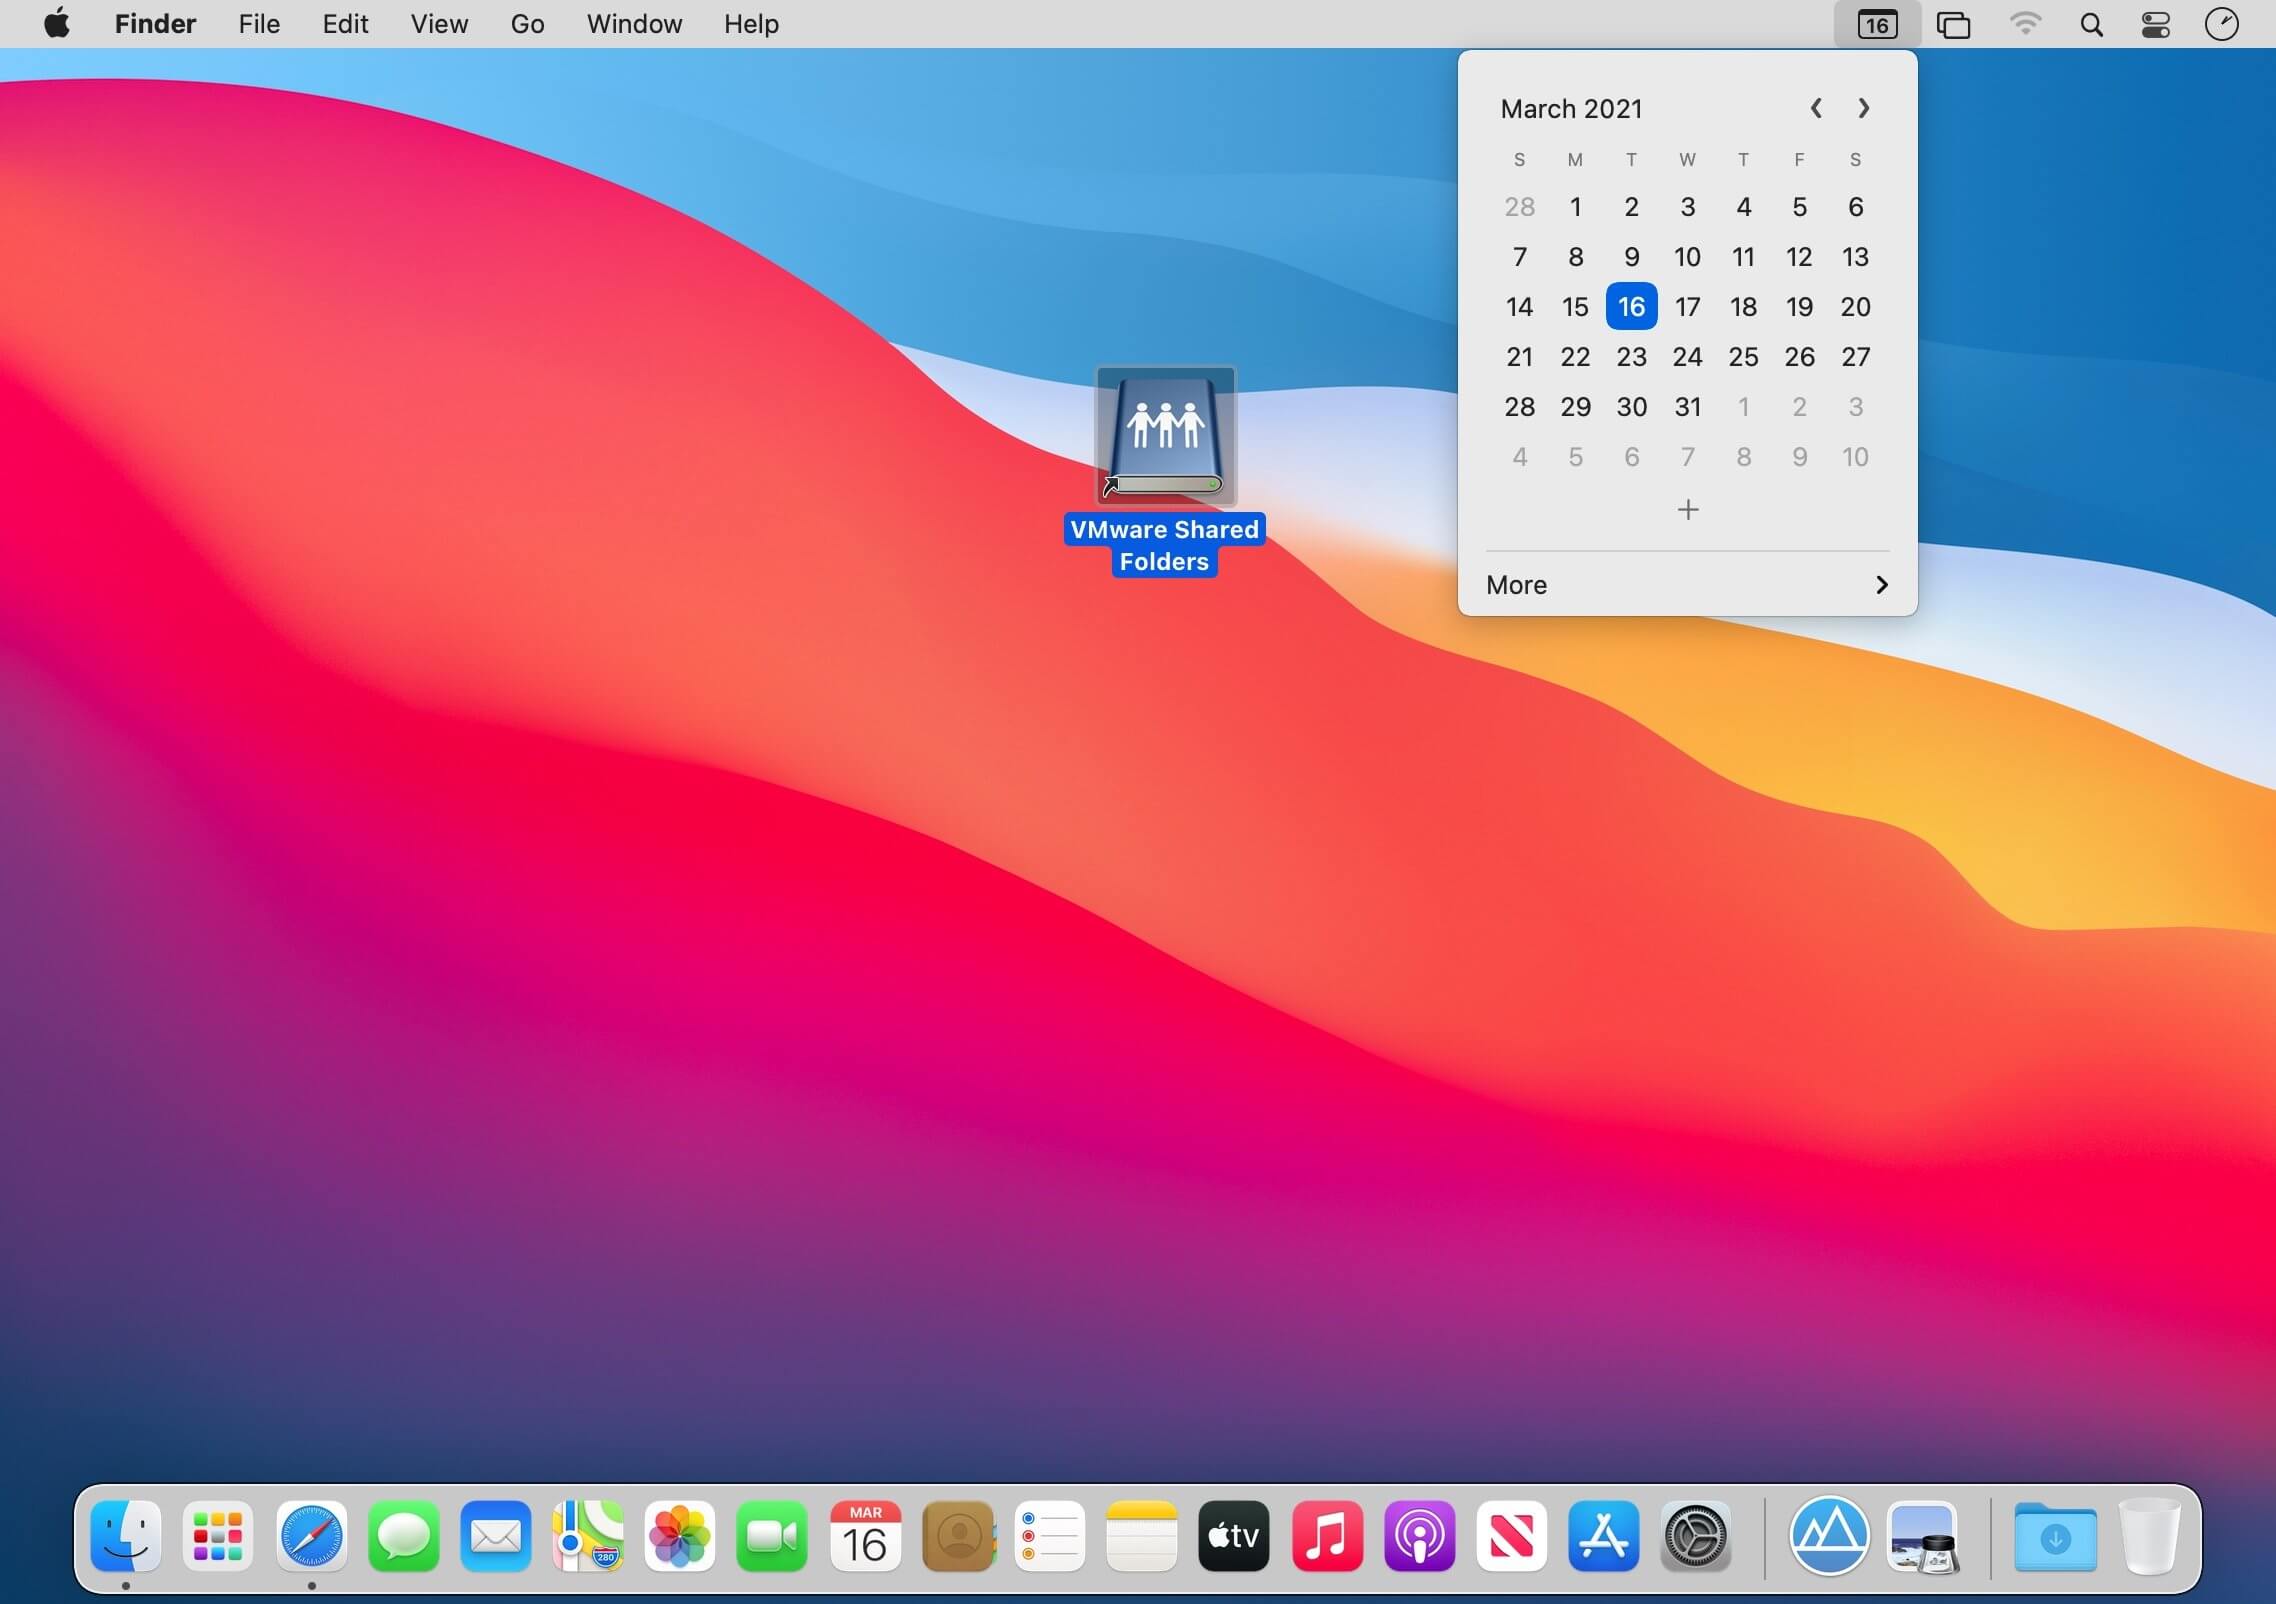 Finder File Edit View Go Window Help
16
March 2021
S M T W T F S
28 1 2 3 4 5 6
7 8 9 10 11 12 13
14 15 16 17 18 19 20
21 22 23 24 25 26 27
28 29 30 31 1 2 3
4 5 6 7 8 9 10
+
More
VMware Shared
Folders
280
MAR
16
tv